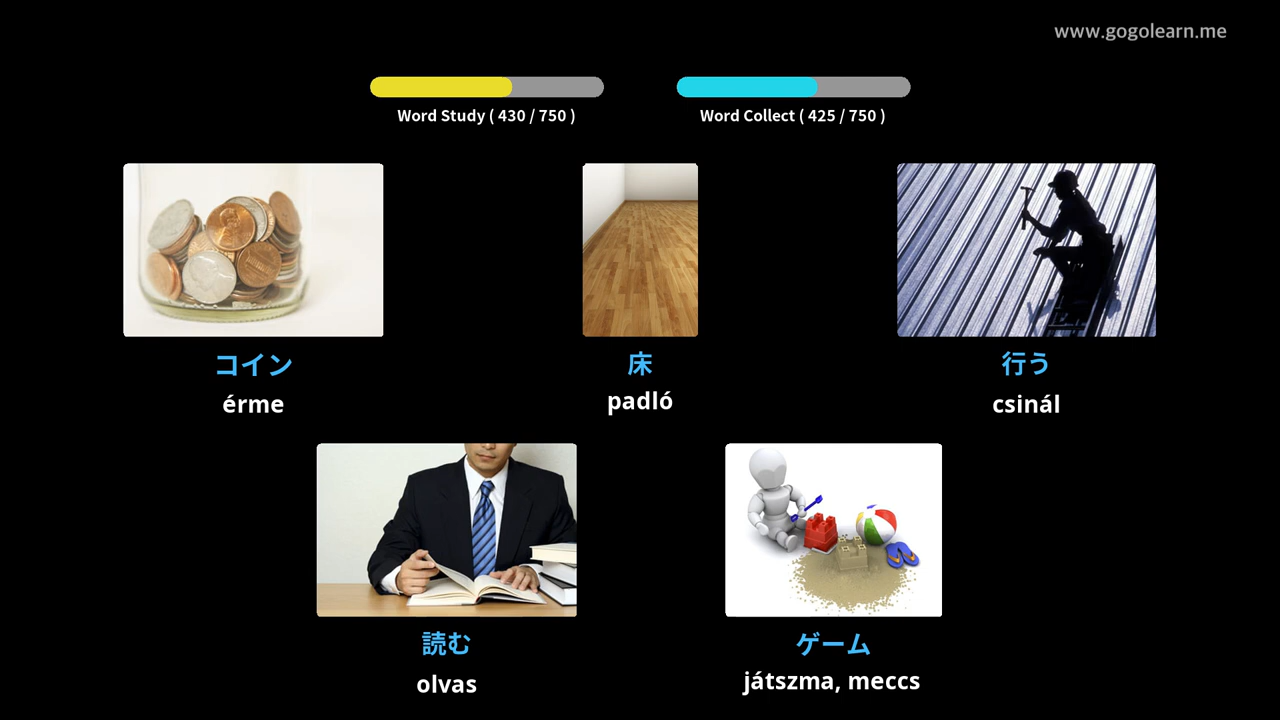 www.gogolearn.me
Word Study ( 430 / 750 )
Word Collect ( 425 / 750 )
コイン
érme
床
padló
行う
csinál
読む
olvas
ゲーム
játszma, meccs